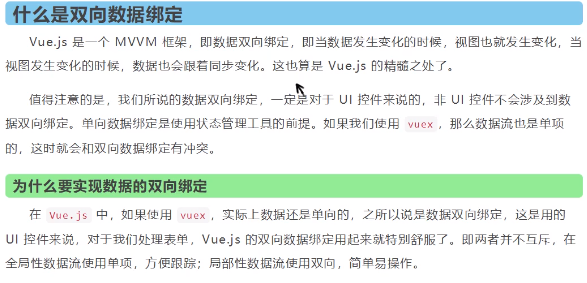 什么是双向数据绑定
Vue.js 是一个 MVVM 框架，即数据双向绑定，即当数据发生变化的时候，视图也就发生变化，当
视图发生变化的时候，数据也会跟着同步变化。这也算是 Vue.js 的精髓之处了。
值得注意的是，我们所说的数据双向绑定，一定是对于 UI 控件来说的，非 UI 控件不会涉及到数
据双向绑定。单向数据绑定是使用状态管理工具的前提。如果我们使用 vuex，那么数据流也是单项
的，这时就会和双向数据绑定有冲突。
为什么要实现数据的双向绑定
在 Vue.js 中，如果使用 vuex，实际上数据还是单向的，之所以说是数据双向绑定，这是用的
UI 控件来说，对于我们处理表单，Vue.js 的双向数据绑定用起来就特别舒服了。即两者并不互斥，在
全局性数据流使用单项，方便跟踪；局部性数据流使用双向，简单易操作。